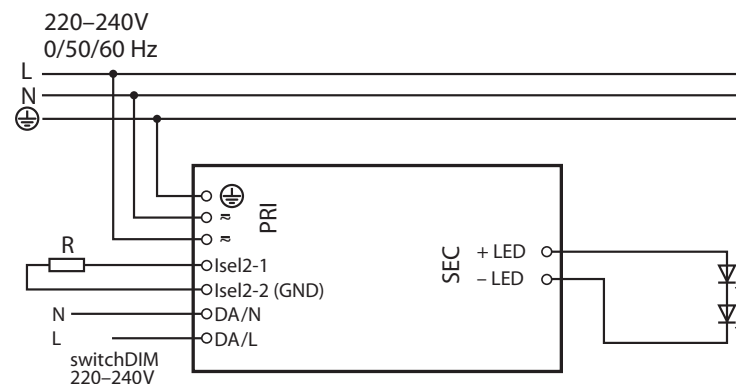 220–240V
0/50/60 Hz
L
N
PRI
Isel2-1
Isel2-2 (GND)
DA/N
DA/L
R
N
L
switchDIM
220–240V
SEC
+ LED
– LED